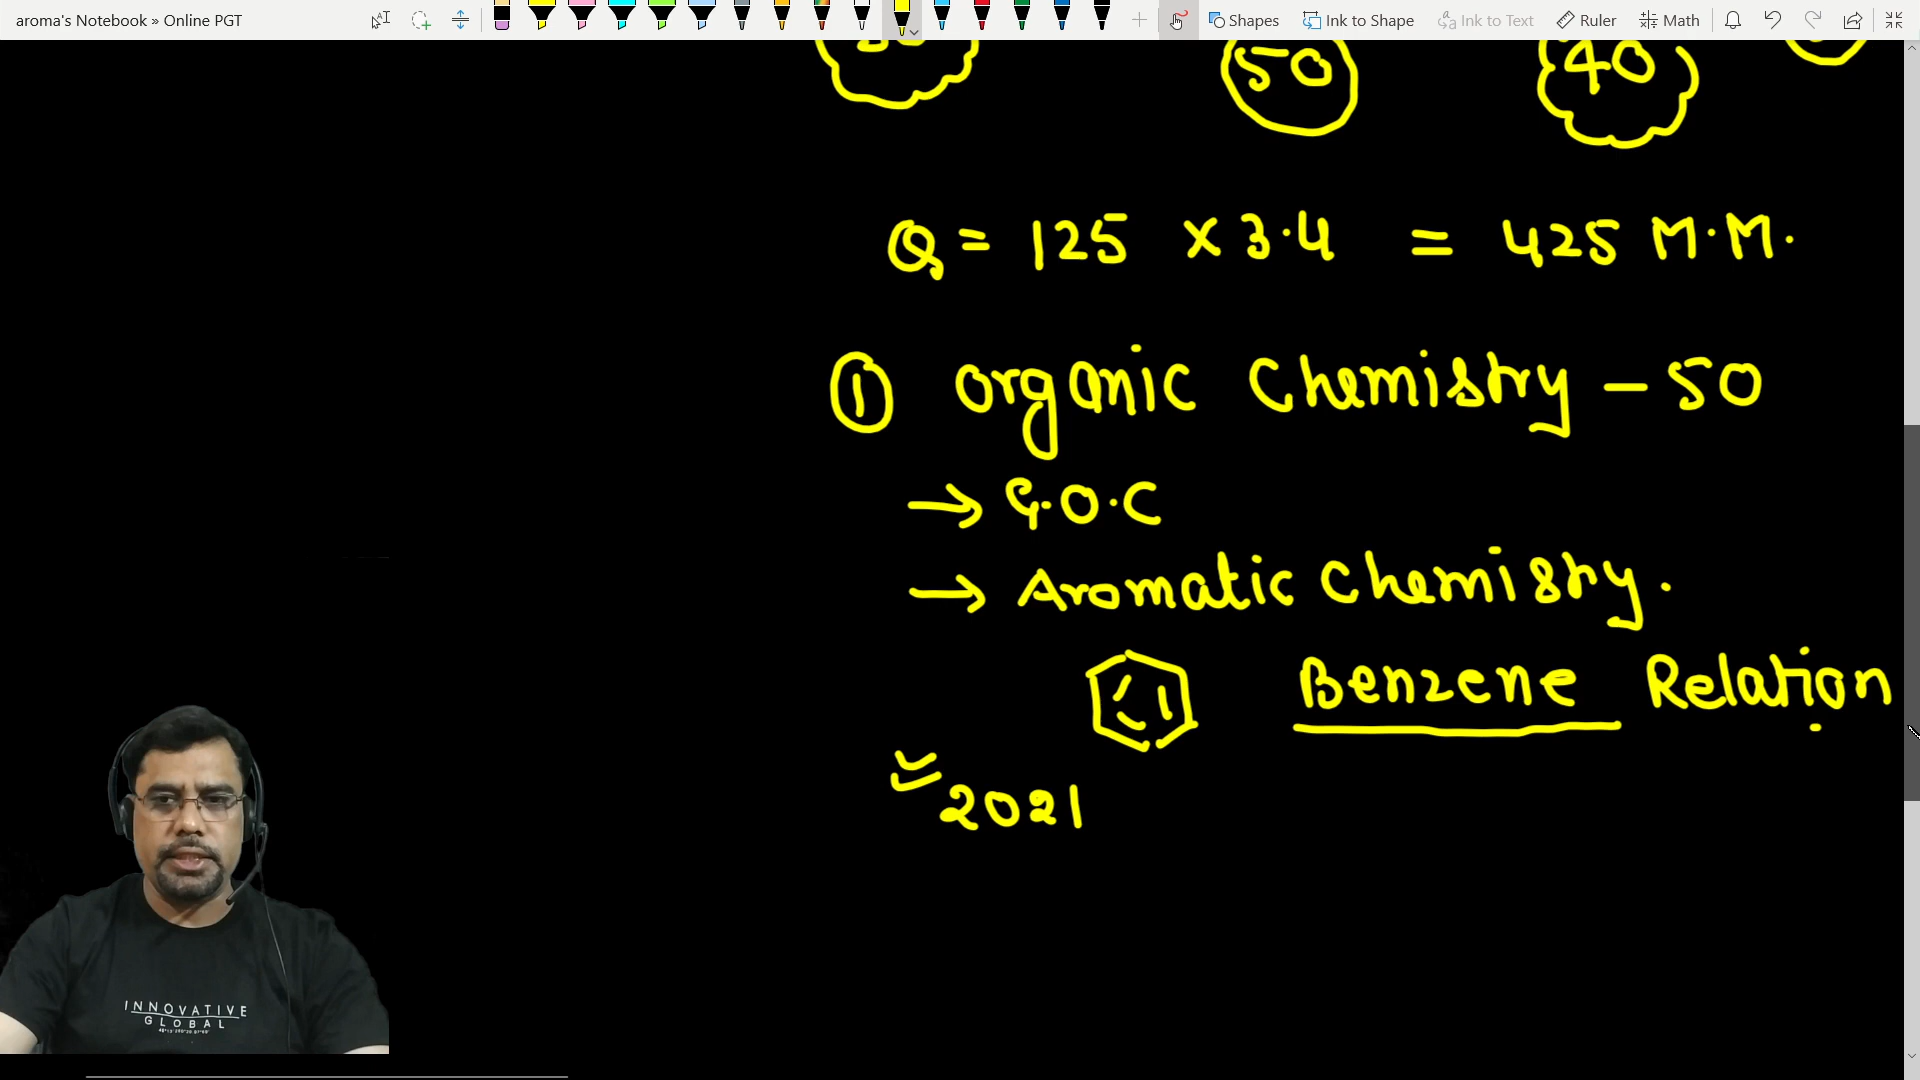 aroma's Notebook » Online PGT
Shapes
Ink to Shape
Ink to Text
Ruler
Math
50
40
Q = 125 x 3.4 = 425 M.M.
① Organic Chemistry - 50
→ G.O.C
→ Aromatic Chemistry.
Benzene Relation
2021
INNOVATIVE
GLOBAL